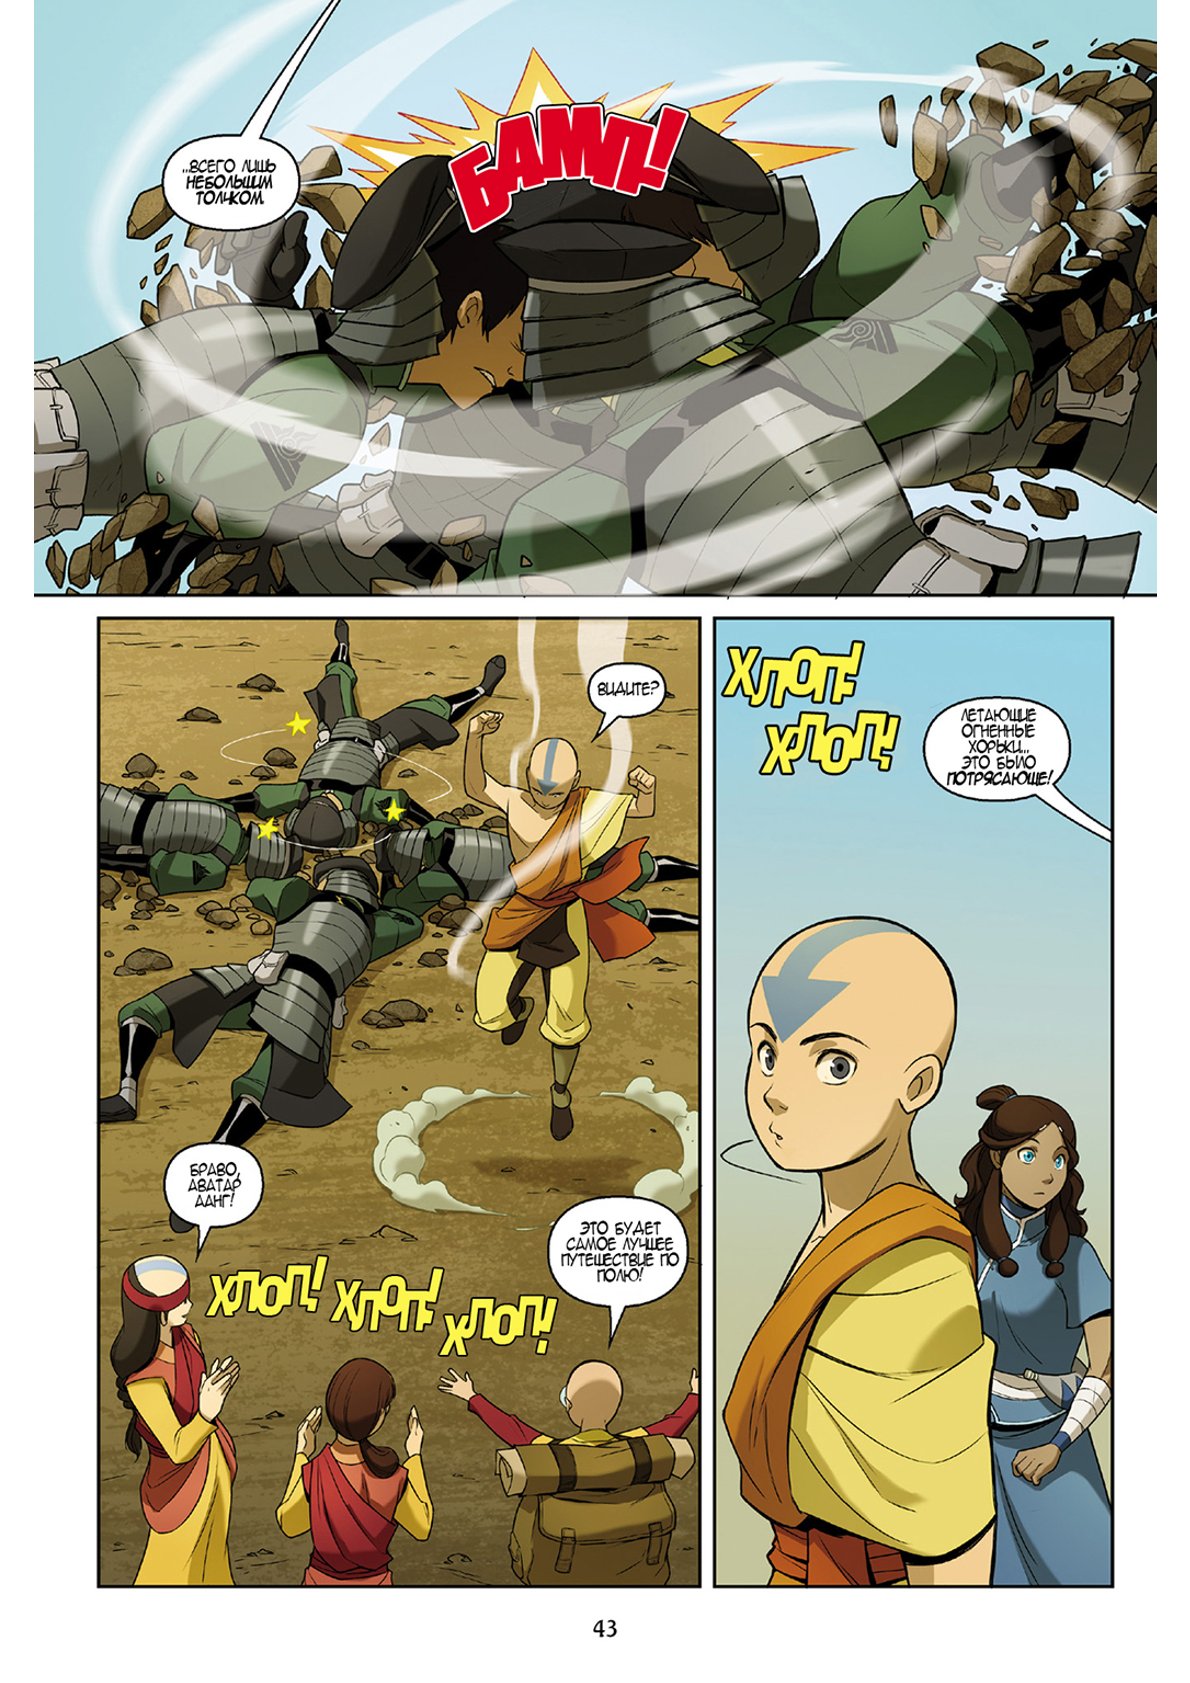 ...ВСЕГО ЛИШЬ
НЕБОЛЬШИМ
ТОЛЧКОМ.
БАМП!
ВИДИТЕ?
БРАВО,
АВАТАР
ААНГ!
ХЛОП! ХЛОП! ХЛОП!
ЭТО БУДЕТ
САМОЕ ЛУЧШЕЕ
ПУТЕШЕСТВИЕ ПО
ПОЛЮ!
ХЛОП!
ХЛОП!
ЛЕТАЮЩИЕ
ОГНЕННЫЕ
ХОРЬКИ...
ЭТО БЫЛО
ПОТРЯСАЮЩЕ!
43